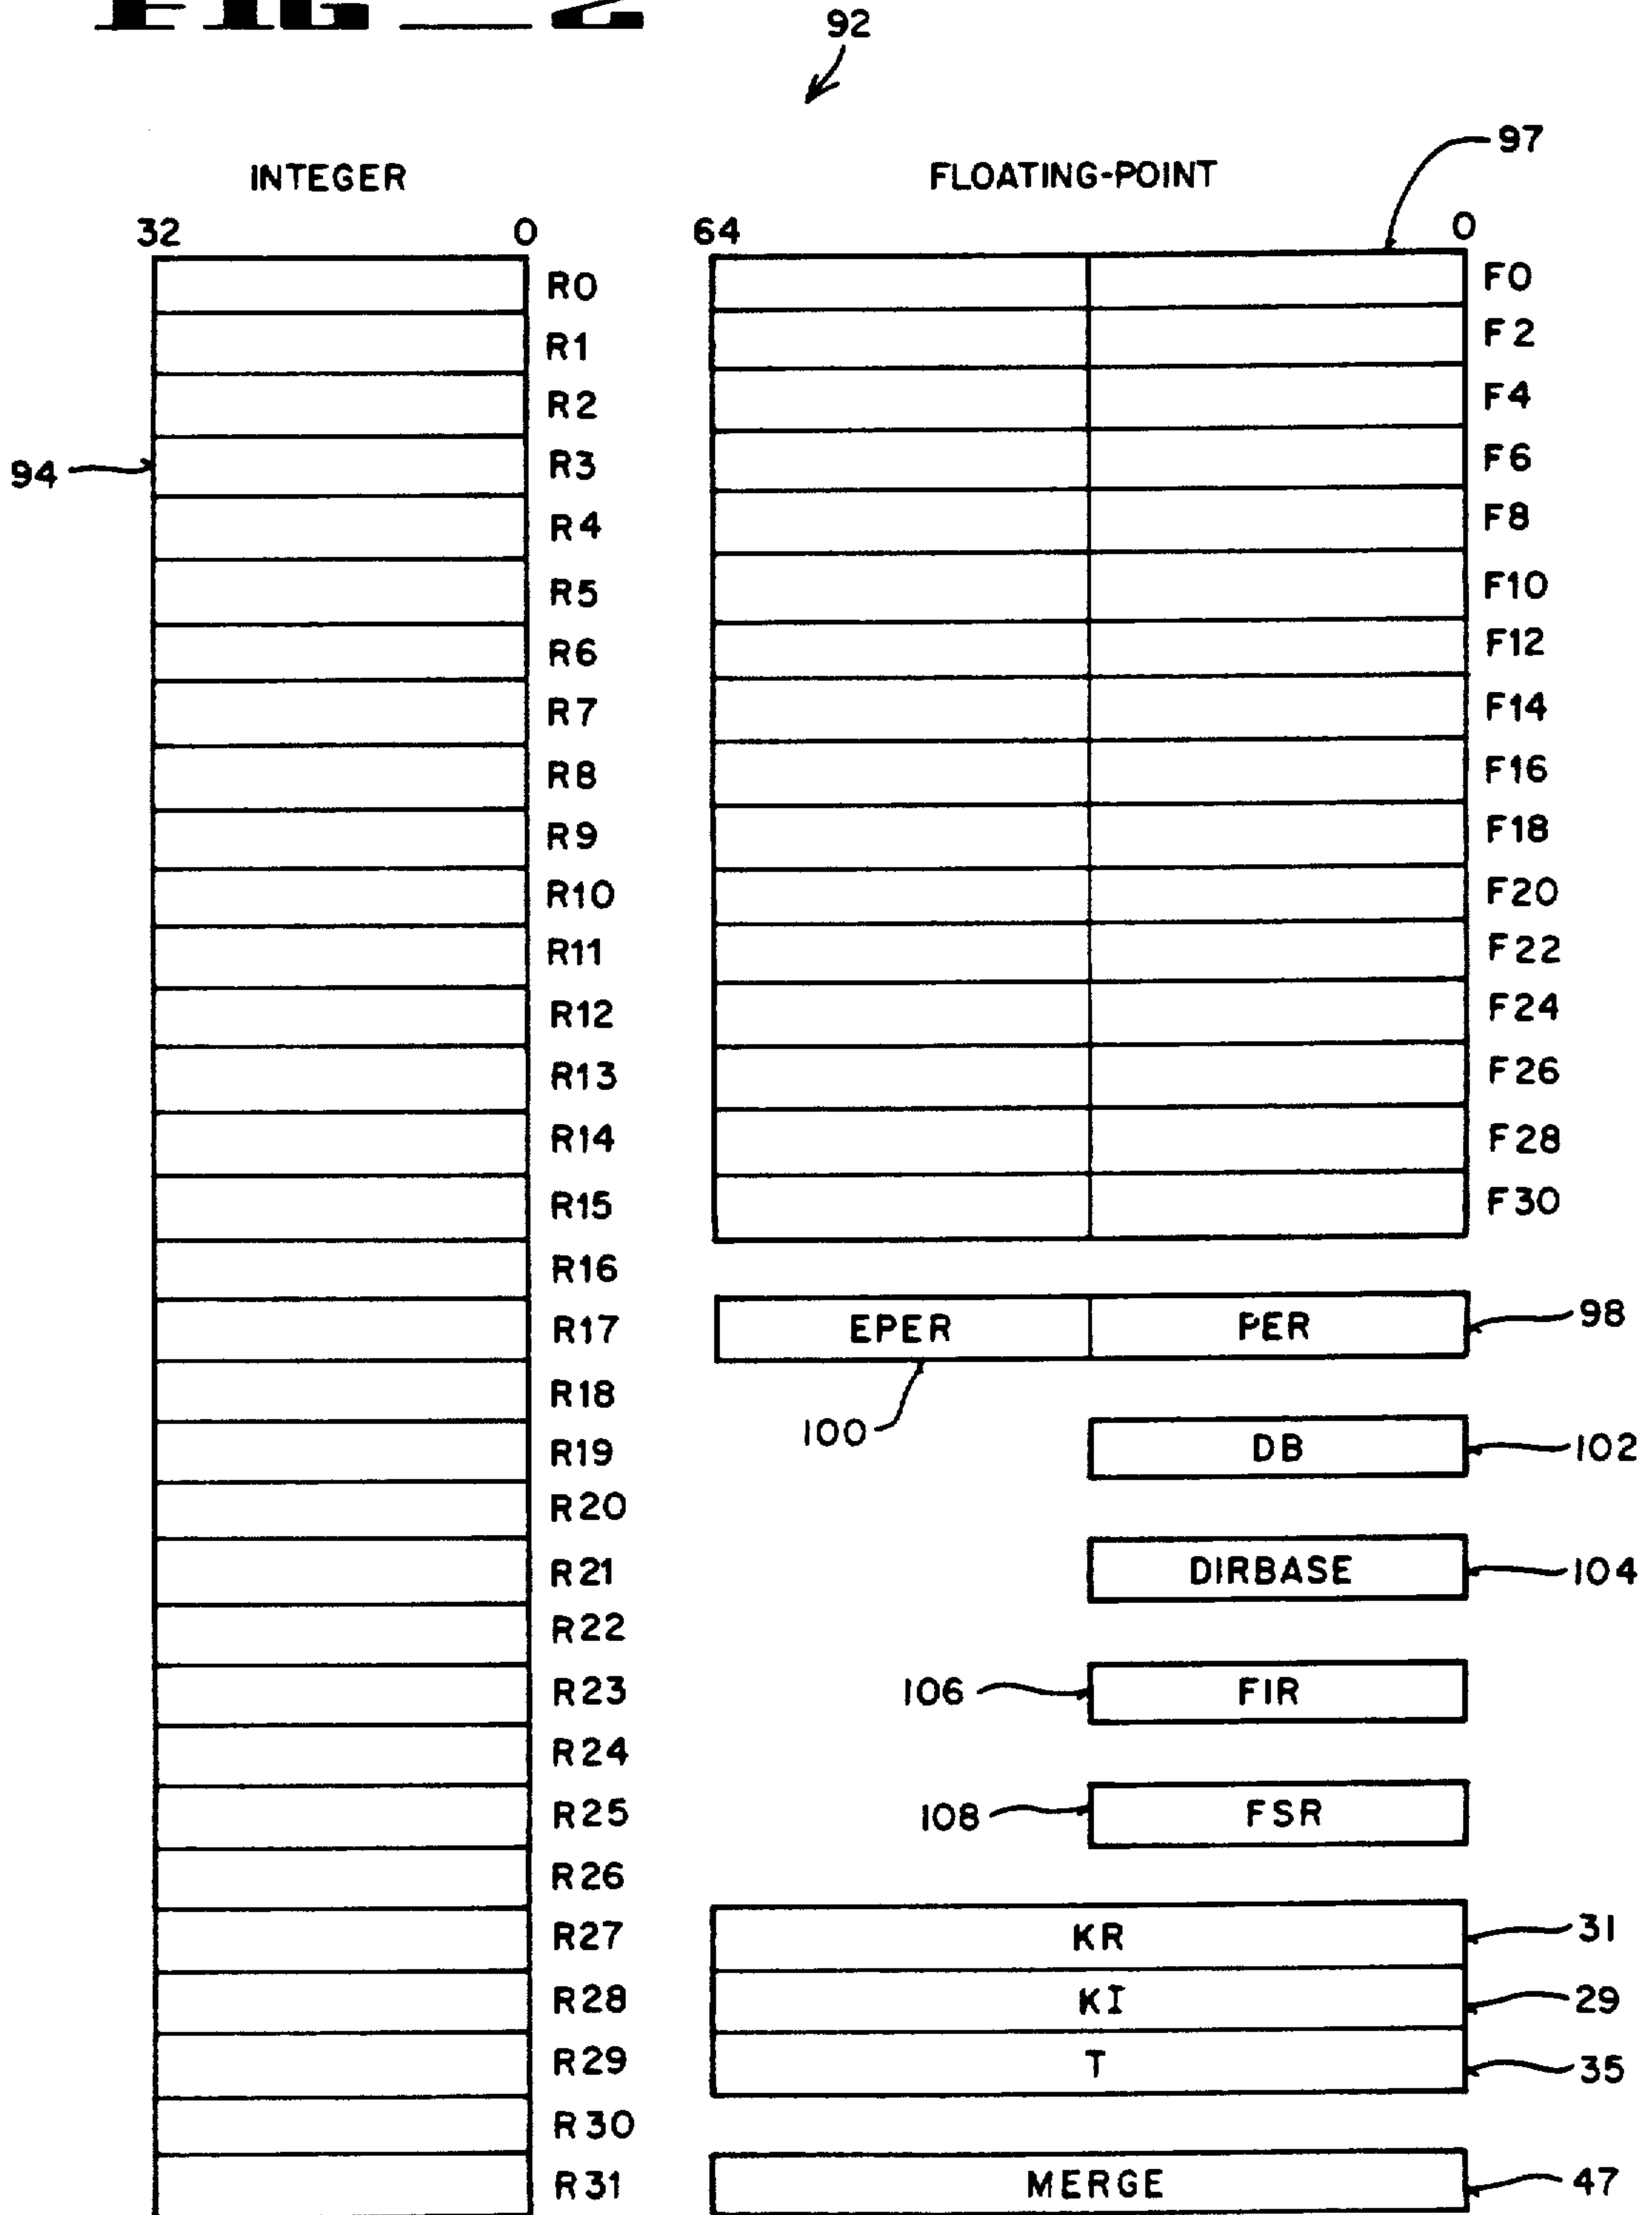 FIG_2
92
97
INTEGER
FLOATING-POINT
32 0
64 0
R0
R1
R2
94
R3
R4
R5
R6
R7
R8
R9
R10
R11
R12
R13
R14
R15
R16
R17
R18
R19
R20
R21
R22
R23
R24
R25
R26
R27
R28
R29
R30
R31
F0
F2
F4
F6
F8
F10
F12
F14
F16
F18
F20
F22
F24
F26
F28
F30
EPER PER 98
100
DB 102
DIRBASE 104
106 FIR
108 FSR
KR 31
KI 29
T 35
MERGE 47